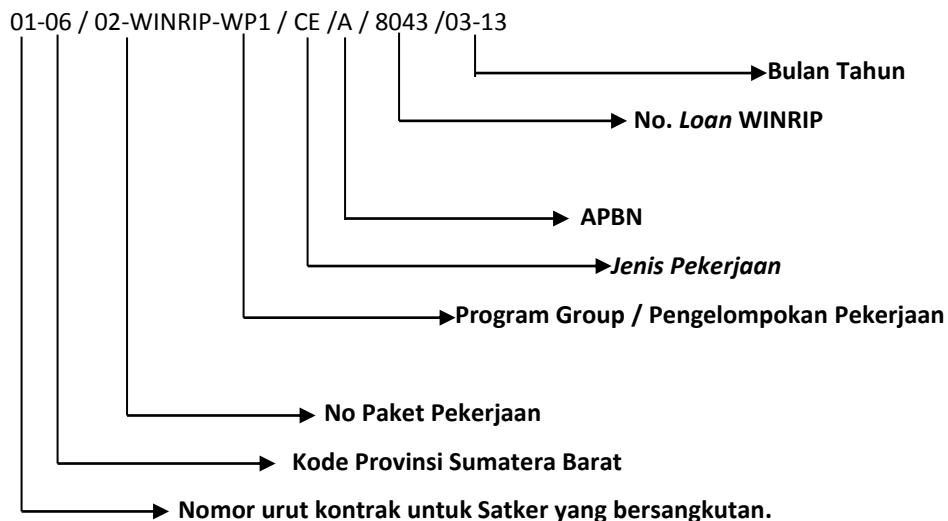 01-06 / 02-WINRIP-WP1 / CE /A / 8043 /03-13
Bulan Tahun
No. Loan WINRIP
APBN
Jenis Pekerjaan
Program Group / Pengelompokan Pekerjaan
No Paket Pekerjaan
Kode Provinsi Sumatera Barat
Nomor urut kontrak untuk Satker yang bersangkutan.